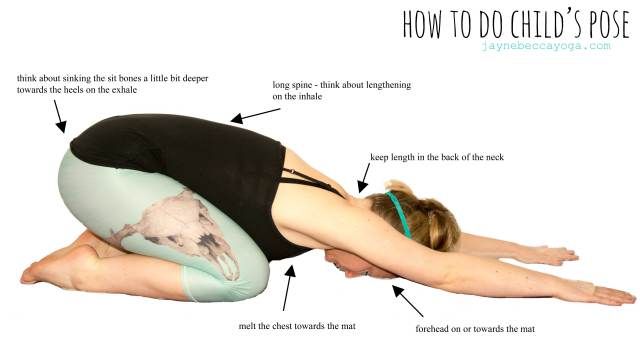 HOW TO DO CHILD'S POSE
jaynebeccayoga.com
think about sinking the sit bones a little bit deeper
towards the heels on the exhale
long spine - think about lengthening
on the inhale
keep length in the back of the neck
melt the chest towards the mat
forehead on or towards the mat